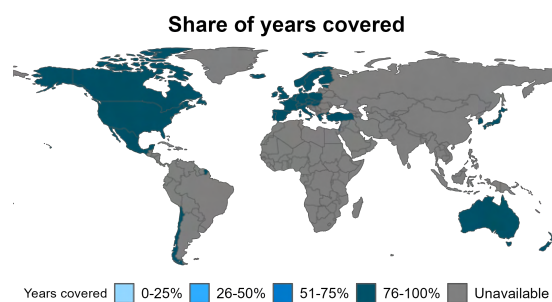 Share of years covered
Years covered 0-25% 26-50% 51-75% 76-100% Unavailable